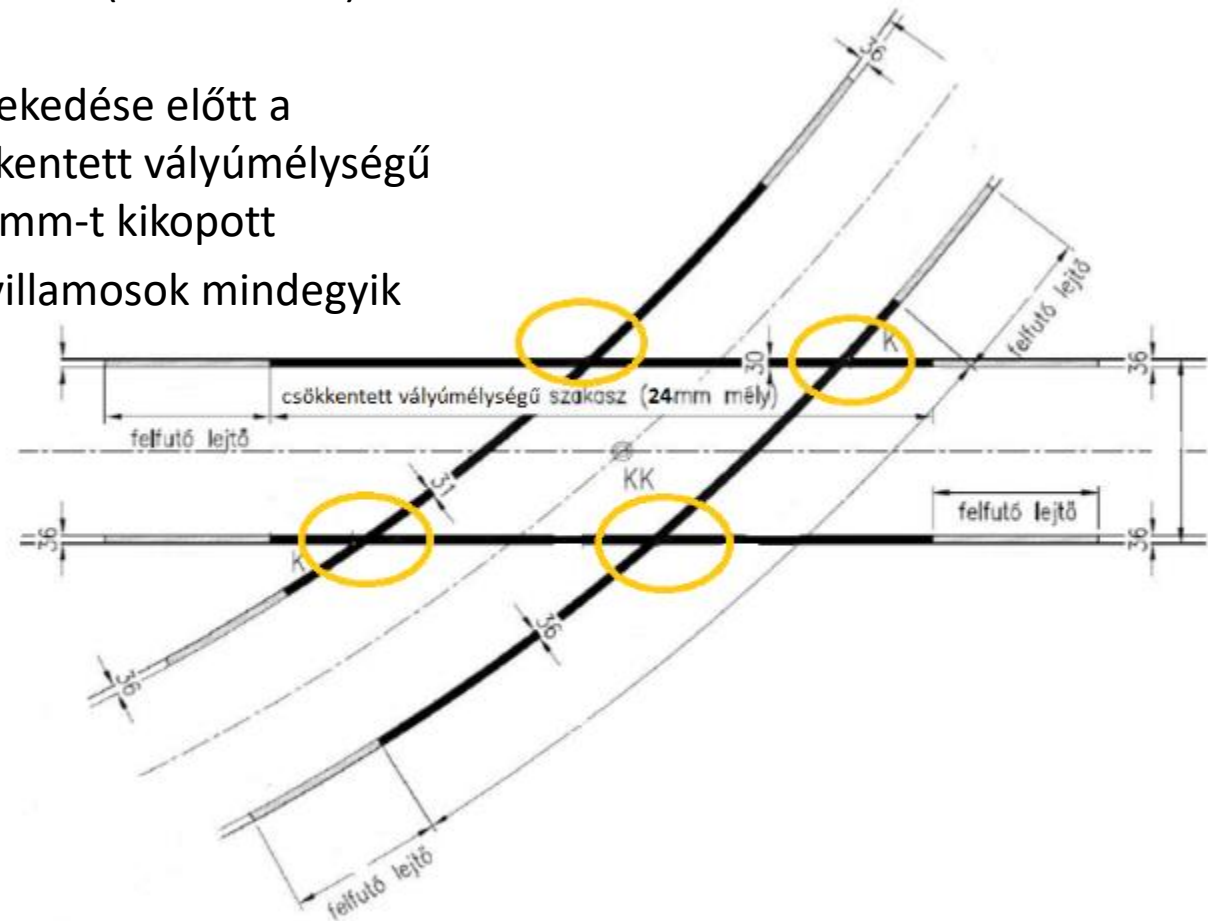 ekedése előtt a
kentett vályúmélységű
mm-t kikopott
villamosok mindegyik
36
felfutó lejtő
30
K
36
csökkentett vályúmélységű szakasz (24mm mély)
felfutó lejtő
KK
31
felfutó lejtő
36
K
36
36
36
felfutó lejtő